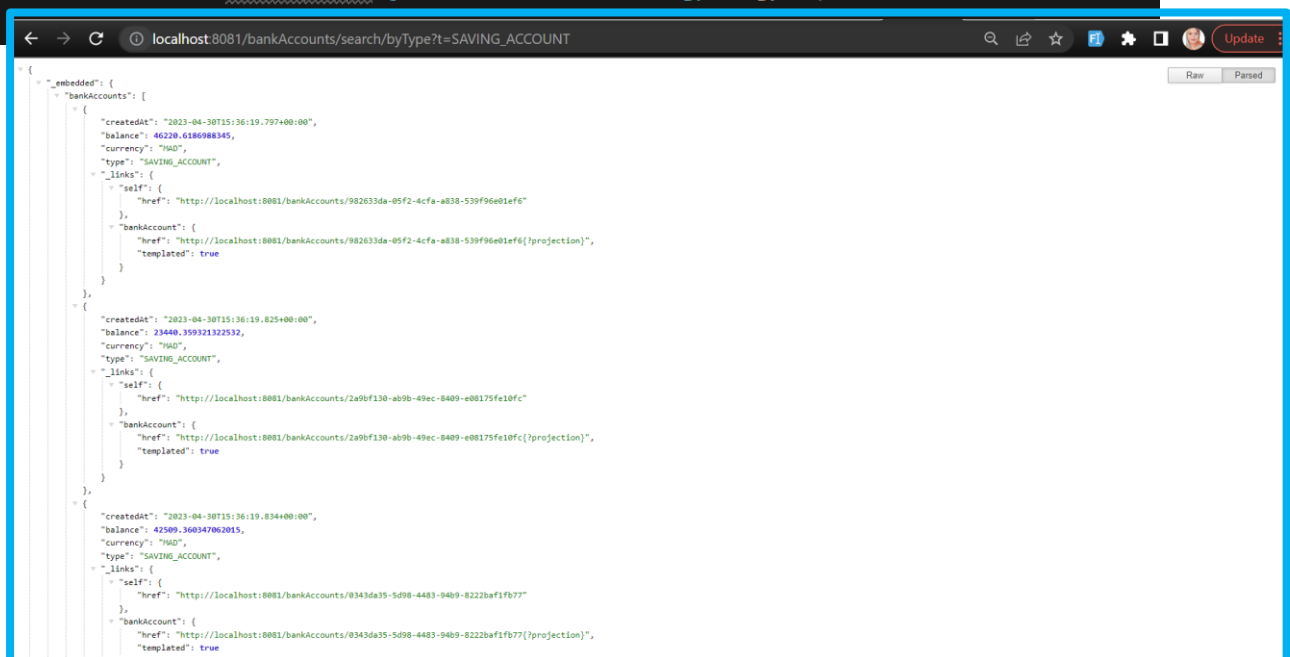 localhost:8081/bankAccounts/search/byType?t=SAVING_ACCOUNT
FI
Update
Raw Parsed
{
"_embedded": {
"bankAccounts": [
{
"createdAt": "2023-04-30T15:36:19.797+00:00",
"balance": 46220.6186988345,
"currency": "MAD",
"type": "SAVING_ACCOUNT",
"_links": {
"self": {
"href": "http://localhost:8081/bankAccounts/982633da-05f2-4cfa-a838-539f96e01ef6"
},
"bankAccount": {
"href": "http://localhost:8081/bankAccounts/982633da-05f2-4cfa-a838-539f96e01ef6{?projection}",
"templated": true
}
}
},
{
"createdAt": "2023-04-30T15:36:19.825+00:00",
"balance": 23440.359321322532,
"currency": "MAD",
"type": "SAVING_ACCOUNT",
"_links": {
"self": {
"href": "http://localhost:8081/bankAccounts/2a9bf130-ab9b-49ec-8409-e08175fe10fc"
},
"bankAccount": {
"href": "http://localhost:8081/bankAccounts/2a9bf130-ab9b-49ec-8409-e08175fe10fc{?projection}",
"templated": true
}
}
},
{
"createdAt": "2023-04-30T15:36:19.834+00:00",
"balance": 42509.360347062015,
"currency": "MAD",
"type": "SAVING_ACCOUNT",
"_links": {
"self": {
"href": "http://localhost:8081/bankAccounts/0343da35-5d98-4483-94b9-8222baf1fb77"
},
"bankAccount": {
"href": "http://localhost:8081/bankAccounts/0343da35-5d98-4483-94b9-8222baf1fb77{?projection}",
"templated": true